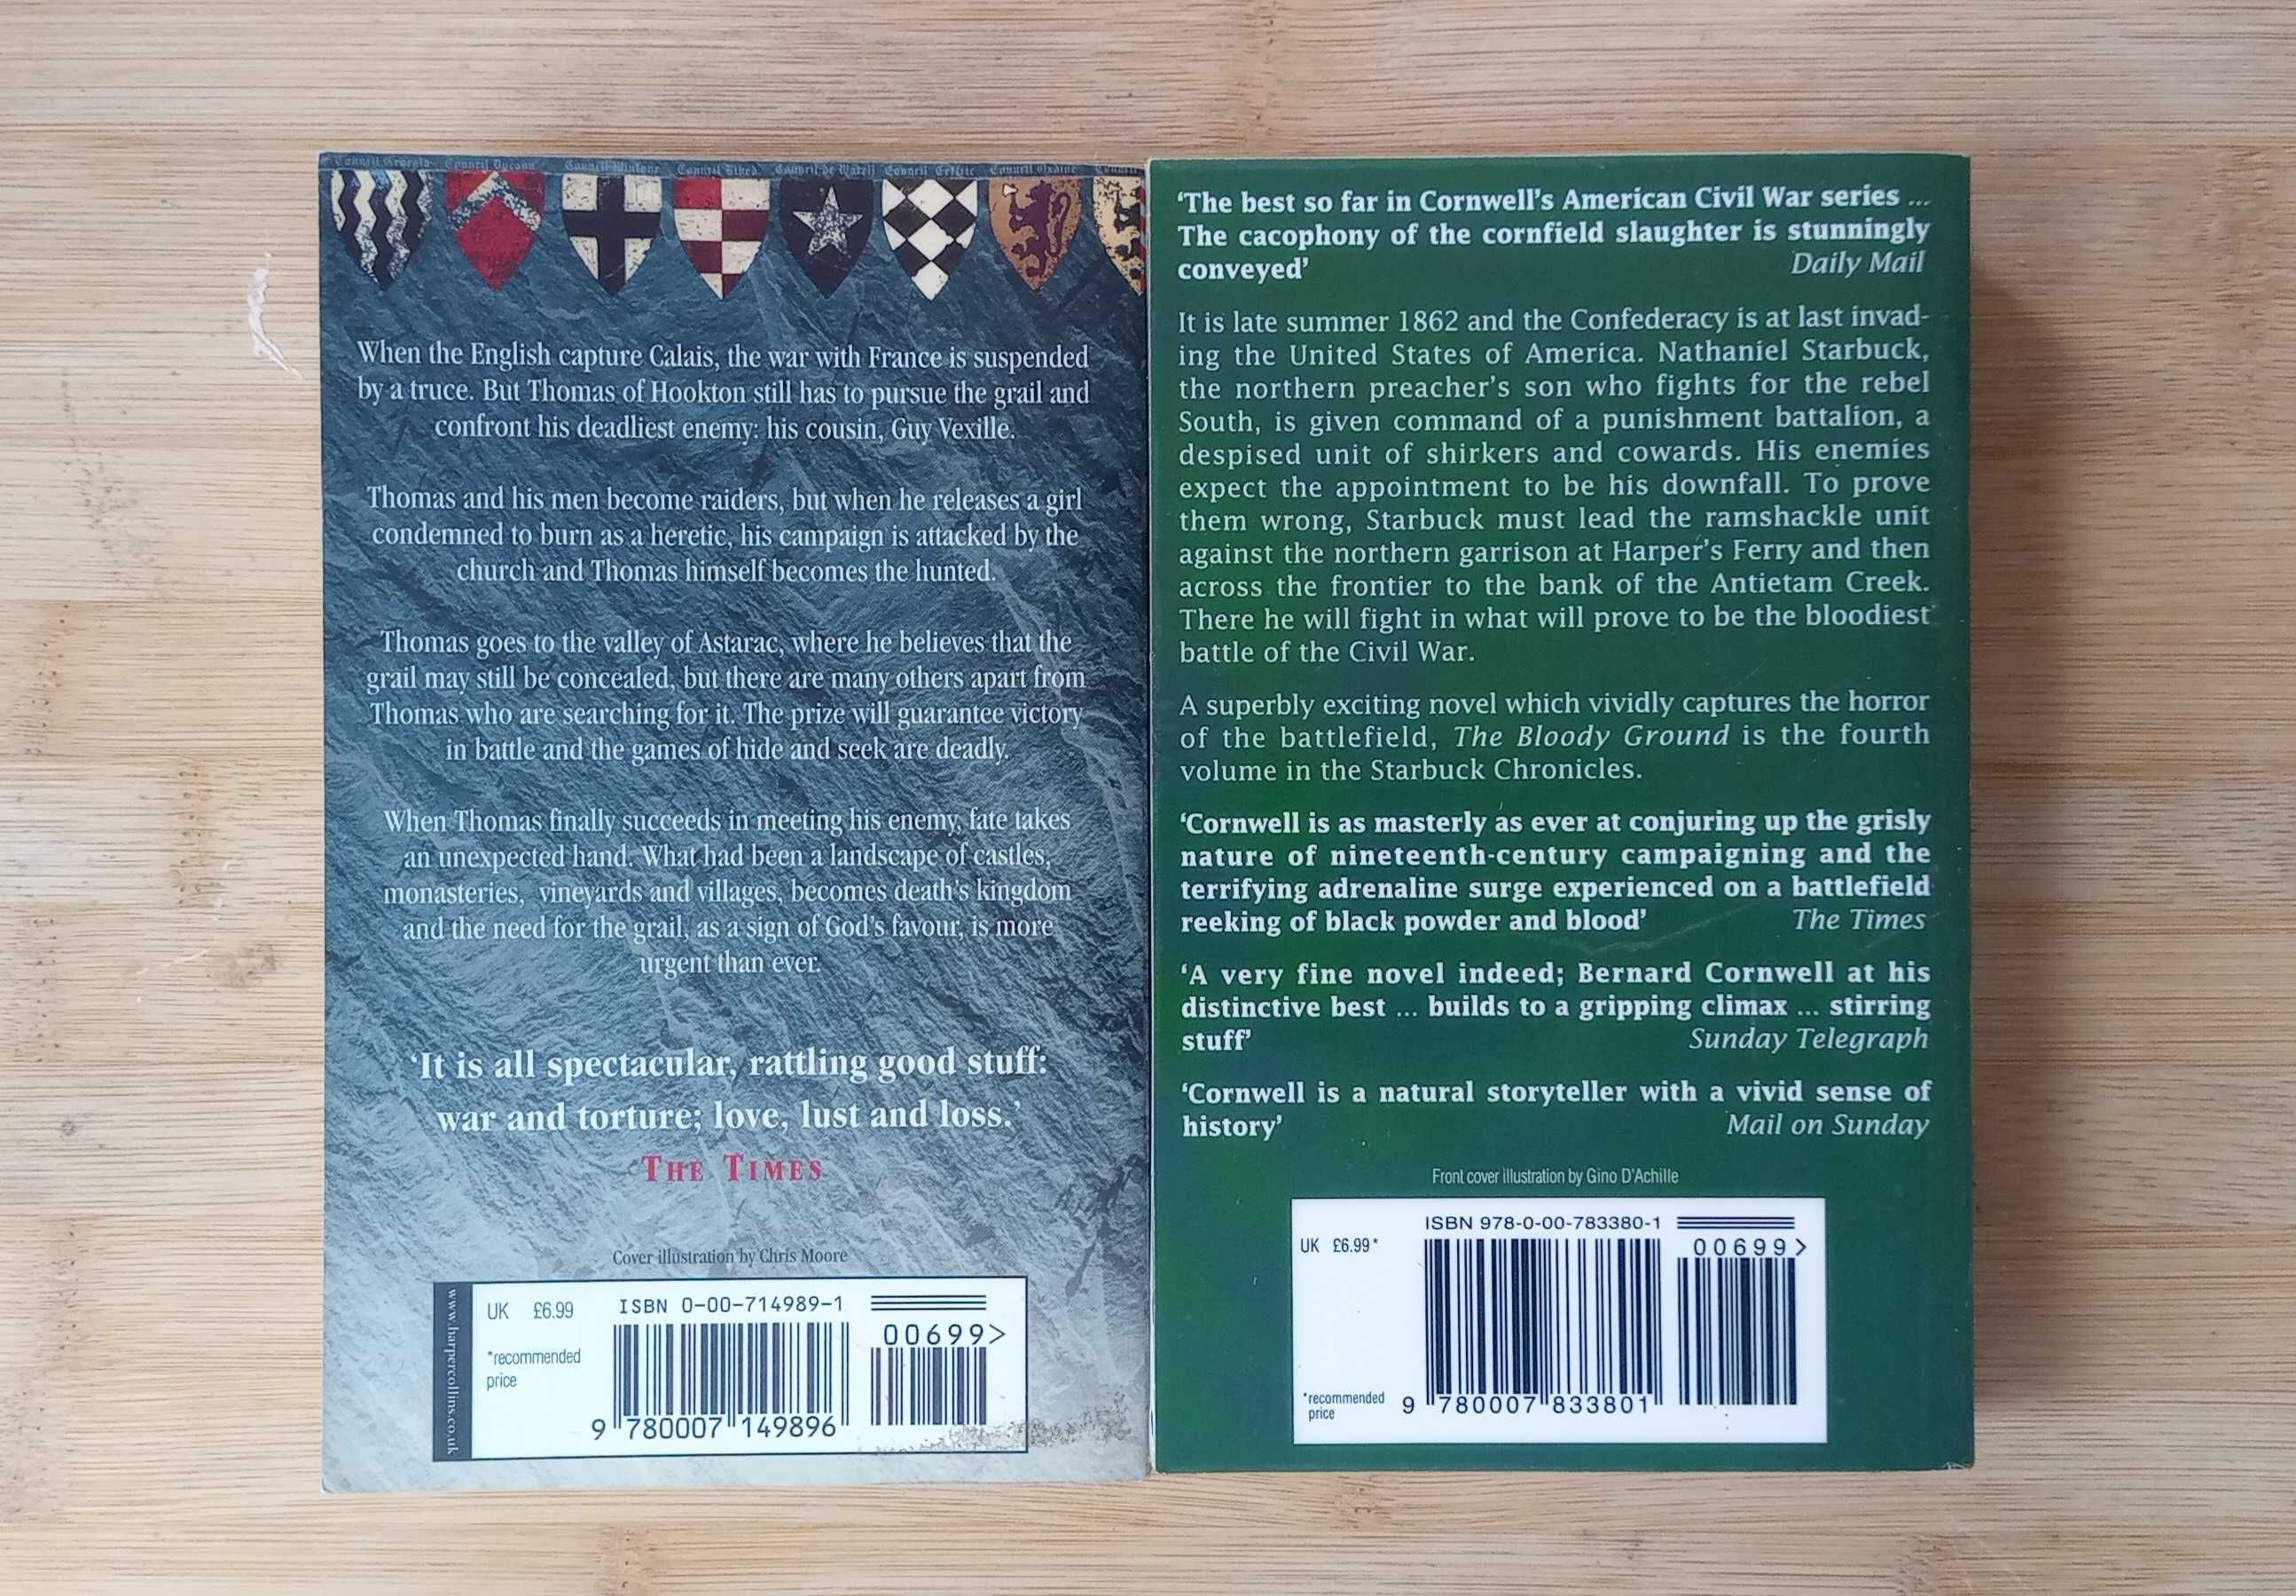 Council Georgia Council Ducann Council Wintone Council Albed Council de Warell Council Celtic Council Oxdine Council
When the English capture Calais, the war with France is suspended
by a truce. But Thomas of Hookton still has to pursue the grail and
confront his deadliest enemy: his cousin, Guy Vexille.
Thomas and his men become raiders, but when he releases a girl
condemned to burn as a heretic, his campaign is attacked by the
church and Thomas himself becomes the hunted.
Thomas goes to the valley of Astarac, where he believes that the
grail may still be concealed, but there are many others apart from
Thomas who are searching for it. The prize will guarantee victory
in battle and the games of hide and seek are deadly.
When Thomas finally succeeds in meeting his enemy, fate takes
an unexpected hand. What had been a landscape of castles,
monasteries, vineyards and villages, becomes death's kingdom
and the need for the grail, as a sign of God's favour, is more
urgent than ever.
‘It is all spectacular, rattling good stuff:
war and torture; love, lust and loss.’
THE TIMES
Cover illustration by Chris Moore
www.harpercollins.co.uk
UK £6.99
*recommended
price
ISBN 0-00-714989-1
00699>
9 780007 149896
‘The best so far in Cornwell’s American Civil War series ...
The cacophony of the cornfield slaughter is stunningly
conveyed’ Daily Mail
It is late summer 1862 and the Confederacy is at last invad-
ing the United States of America. Nathaniel Starbuck,
the northern preacher’s son who fights for the rebel
South, is given command of a punishment battalion, a
despised unit of shirkers and cowards. His enemies
expect the appointment to be his downfall. To prove
them wrong, Starbuck must lead the ramshackle unit
against the northern garrison at Harper’s Ferry and then
across the frontier to the bank of the Antietam Creek.
There he will fight in what will prove to be the bloodiest
battle of the Civil War.
A superbly exciting novel which vividly captures the horror
of the battlefield, The Bloody Ground is the fourth
volume in the Starbuck Chronicles.
‘Cornwell is as masterly as ever at conjuring up the grisly
nature of nineteenth-century campaigning and the
terrifying adrenaline surge experienced on a battlefield
reeking of black powder and blood’ The Times
‘A very fine novel indeed; Bernard Cornwell at his
distinctive best ... builds to a gripping climax ... stirring
stuff’ Sunday Telegraph
‘Cornwell is a natural storyteller with a vivid sense of
history’ Mail on Sunday
Front cover illustration by Gino D’Achille
ISBN 978-0-00-783380-1
UK £6.99*
00699>
*recommended
price
9 780007 833801